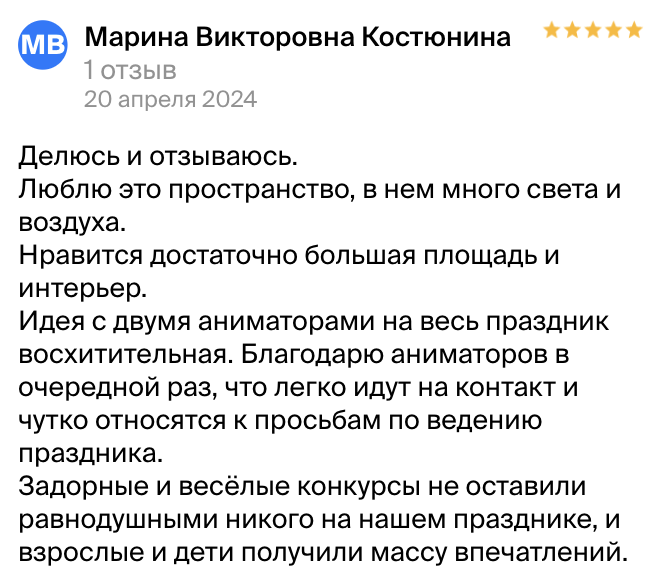 МВ
Марина Викторовна Костюнина
1 отзыв
20 апреля 2024
Делюсь и отзываюсь.
Люблю это пространство, в нем много света и
воздуха.
Нравится достаточно большая площадь и
интерьер.
Идея с двумя аниматорами на весь праздник
восхитительная. Благодарю аниматоров в
очередной раз, что легко идут на контакт и
чутко относятся к просьбам по ведению
праздника.
Задорные и весёлые конкурсы не оставили
равнодушными никого на нашем празднике, и
взрослые и дети получили массу впечатлений.